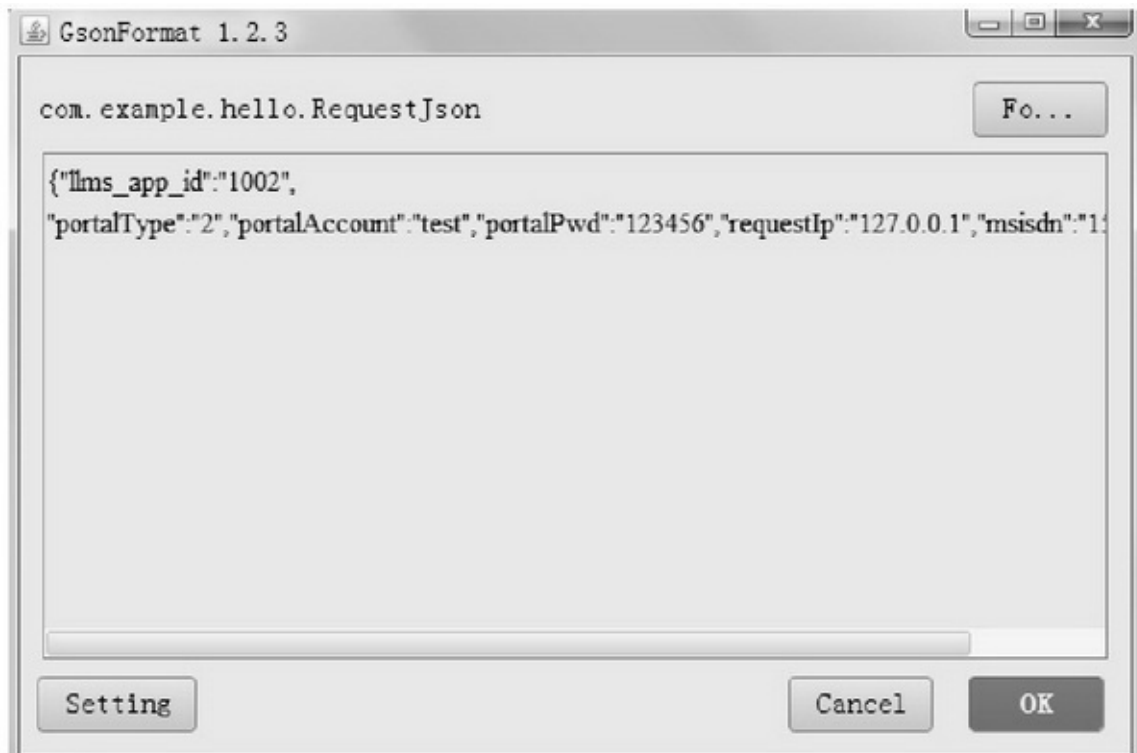 GsonFormat 1.2.3
com.example.hello.RequestJson
Fo...
{"llms_app_id":"1002",
"portalType":"2","portalAccount":"test","portalPwd":"123456","requestIp":"127.0.0.1","msisdn":"1
Setting
Cancel
OK